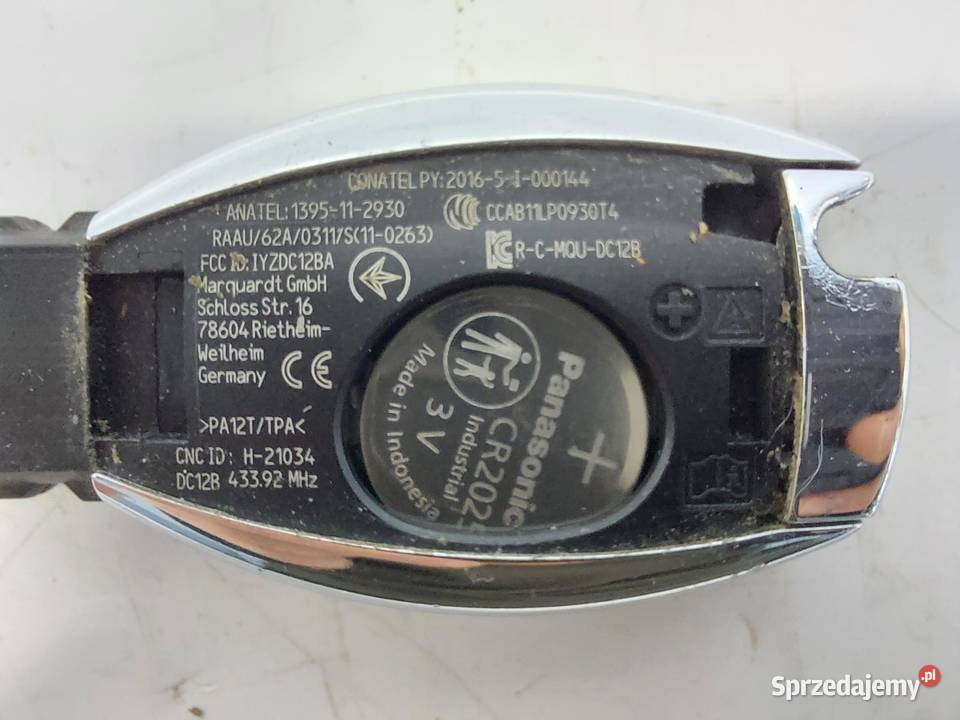 CONATEL PY: 2016-5-I-000144
ANATEL: 1395-11-2930
CCAB11LP0930T4
RAAU/62A/0311/S(11-0263)
R-C-MQU-DC12B
FCC ID: IYZDC12BA
Marquardt GmbH
Schloss Str. 16
78604 Rietheim-
Weilheim
Germany CE
>PA12T/TPA<
CNC ID: H-21034
DC12B 433.92 MHz
Panasonic
CR2025
Industrial
3 V
Made in Indonesia
+
Sprzedajemy.pl